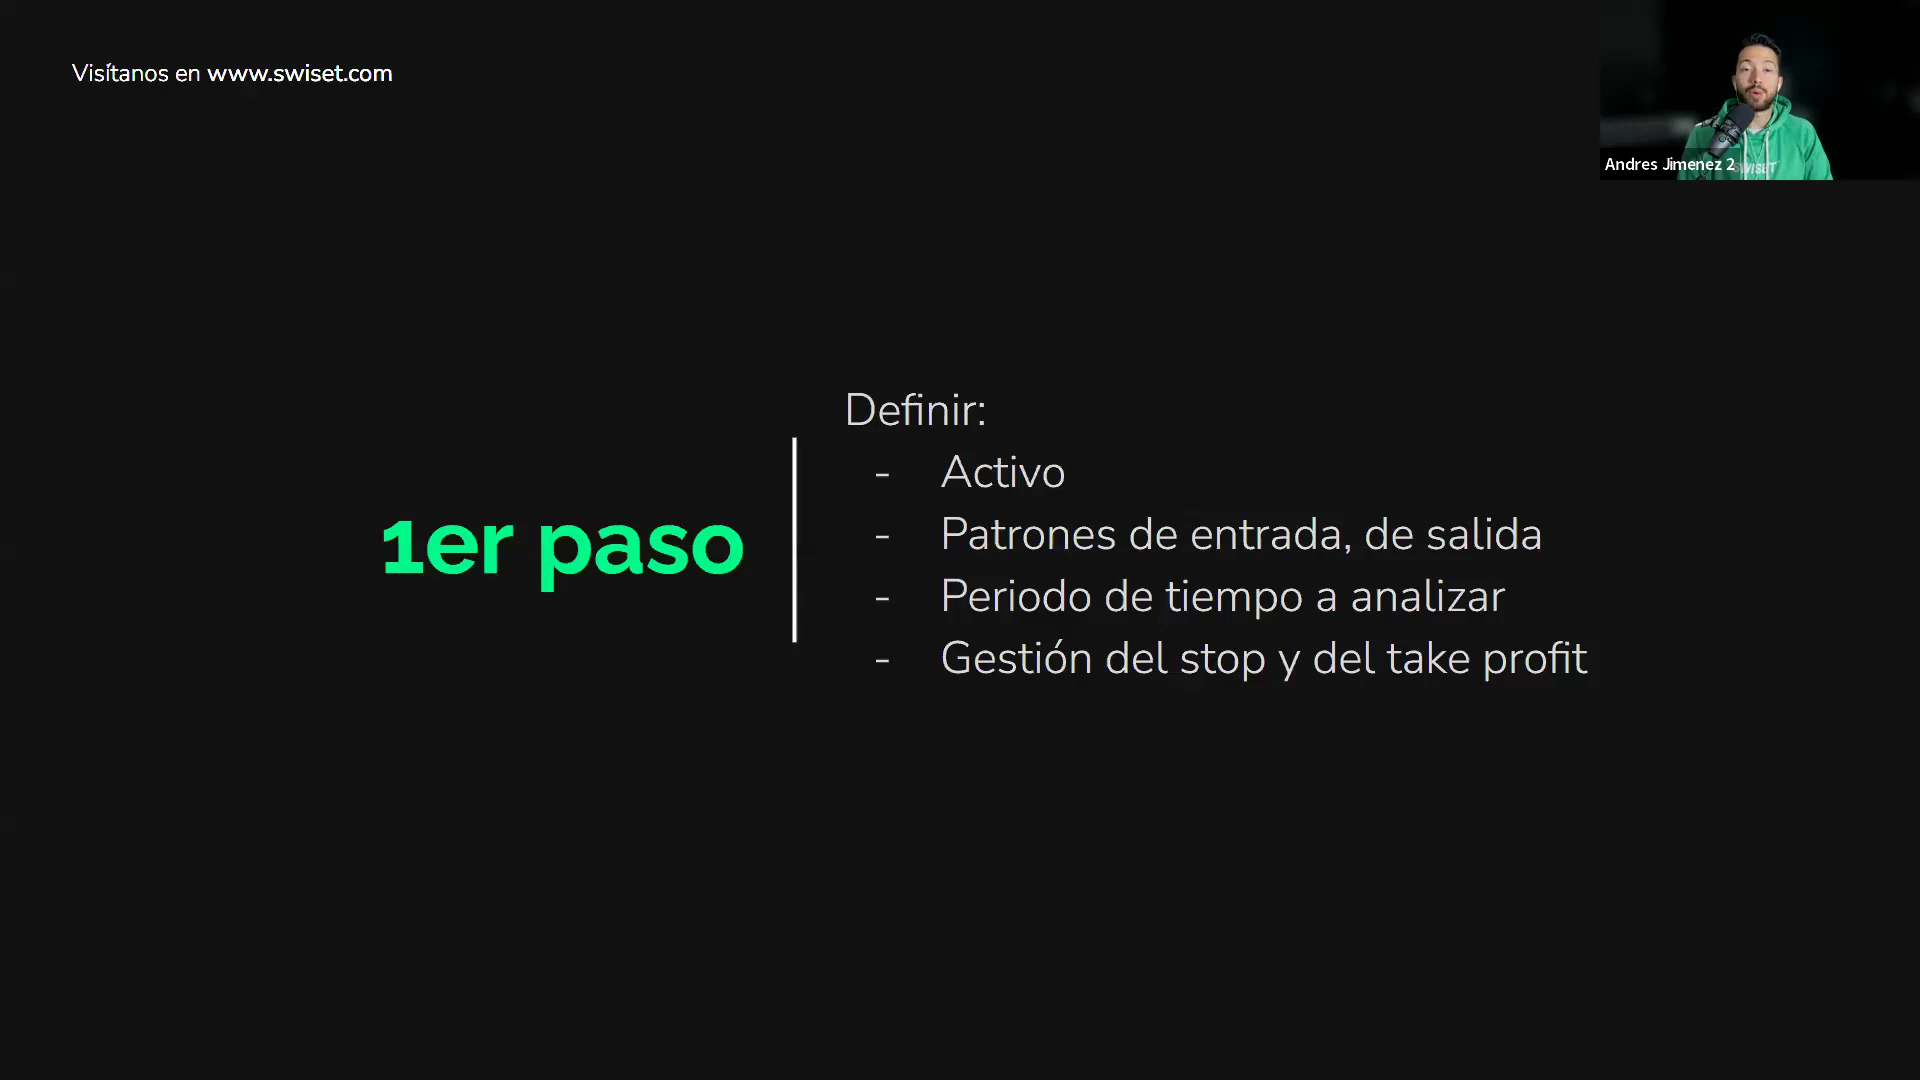 Visítanos en www.swiset.com
Andres Jimenez 2
SWISET
1er paso
Definir:
- Activo
- Patrones de entrada, de salida
- Periodo de tiempo a analizar
- Gestión del stop y del take profit